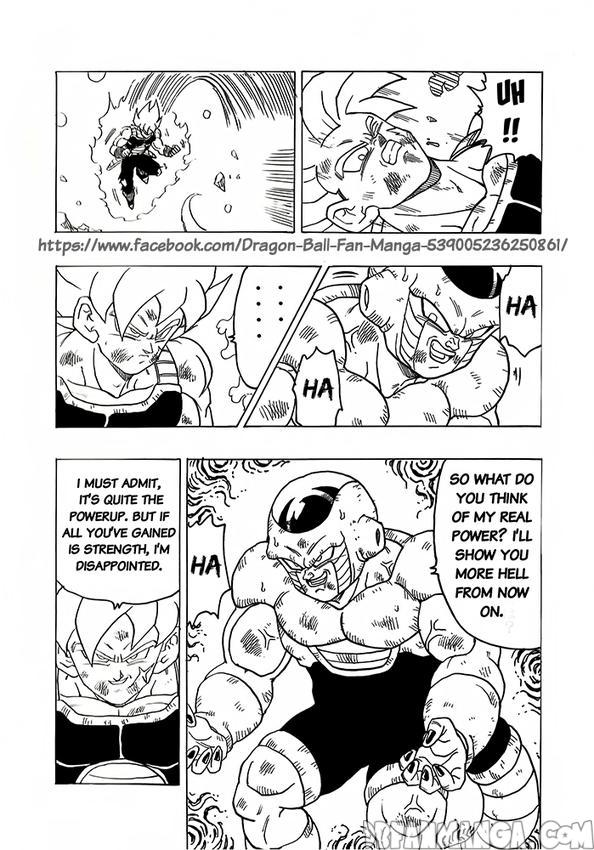 UH
!!
https://www.facebook.com/Dragon-Ball-Fan-Manga-539005236250861/
HA
...
...
HA
SO WHAT DO
YOU THINK
OF MY REAL
POWER? I'LL
SHOW YOU
MORE HELL
FROM NOW
ON.
HA
I MUST ADMIT,
IT'S QUITE THE
POWERUP. BUT IF
ALL YOU'VE GAINED
IS STRENGTH, I'M
DISAPPOINTED.